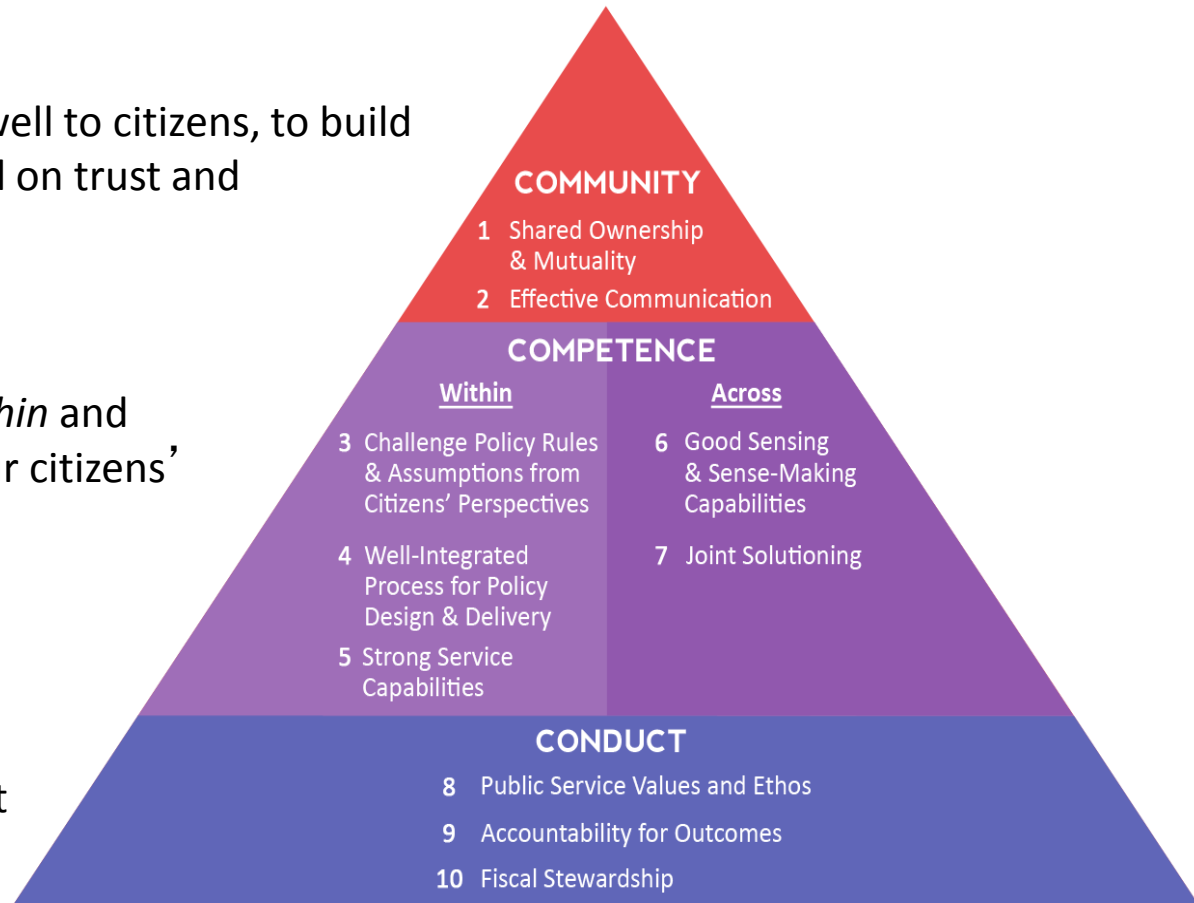 well to citizens, to build
on trust and
hin and
r citizens’
t
COMMUNITY
1 Shared Ownership
& Mutuality
2 Effective Communication
COMPETENCE
Within
3 Challenge Policy Rules
& Assumptions from
Citizens’ Perspectives
4 Well-Integrated
Process for Policy
Design & Delivery
5 Strong Service
Capabilities
Across
6 Good Sensing
& Sense-Making
Capabilities
7 Joint Solutioning
CONDUCT
8 Public Service Values and Ethos
9 Accountability for Outcomes
10 Fiscal Stewardship